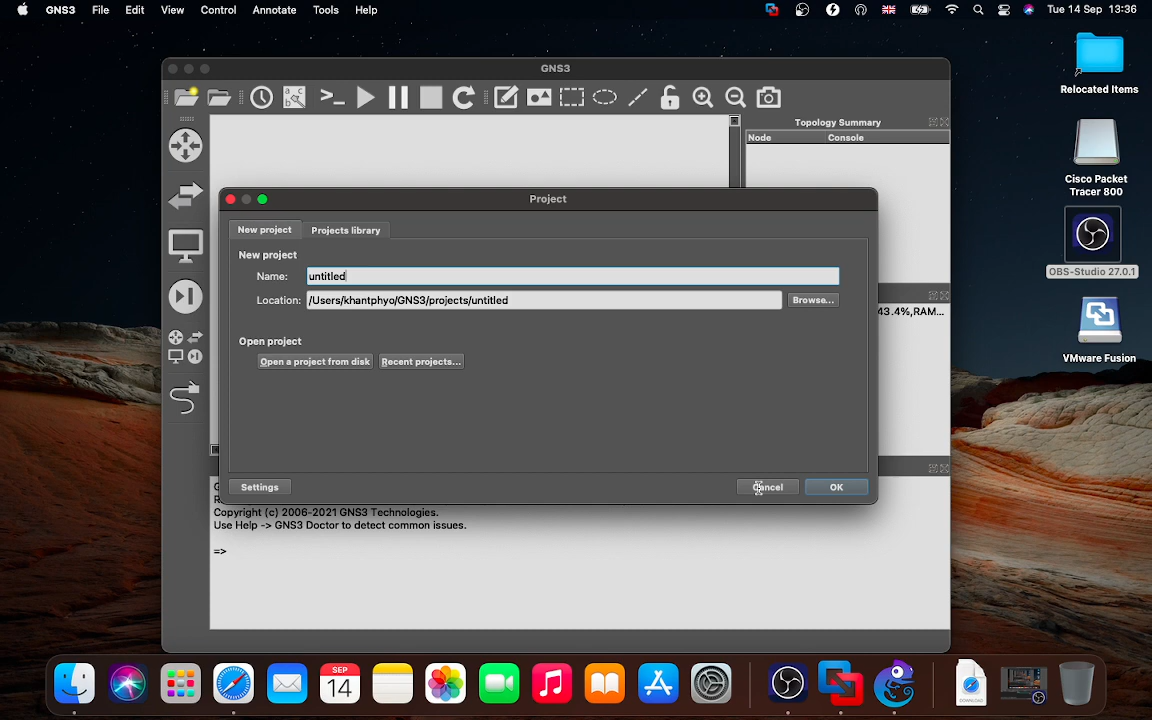 GNS3 File Edit View Control Annotate Tools Help
Tue 14 Sep 13:36
GNS3
Topology Summary
Node Console
Project
New project Projects library
New project
Name: untitled
Location: /Users/khantphyo/GNS3/projects/untitled Browse...
Open project
Open a project from disk Recent projects...
Settings Cancel OK
43.4%,RAM...
Copyright (c) 2006-2021 GNS3 Technologies.
Use Help -> GNS3 Doctor to detect common issues.
=>
Relocated Items
Cisco Packet
Tracer 800
OBS-Studio 27.0.1
VMware Fusion
SEP
14
DOWNLOAD